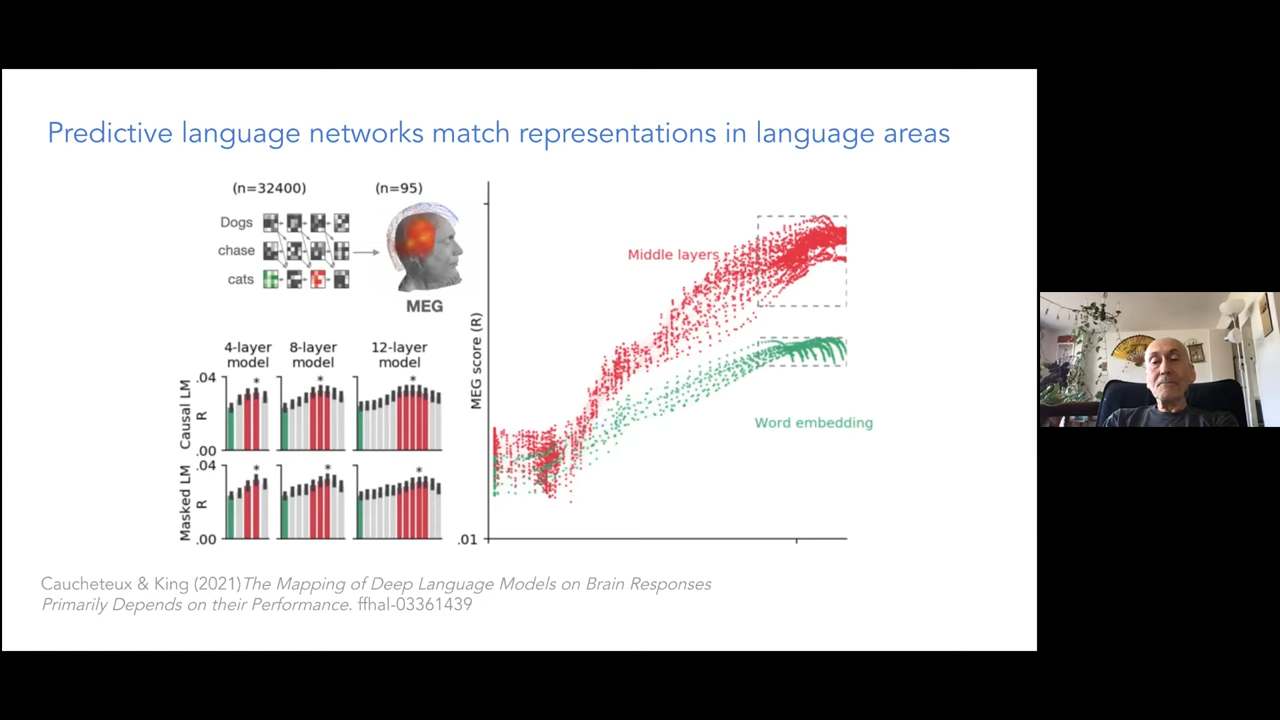 Predictive language networks match representations in language areas
(n=32400)
(n=95)
Dogs
chase
cats
MEG
4-layer
model
8-layer
model
12-layer
model
Causal LM
R
.04
.00
*
*
*
Masked LM
R
.04
.00
*
*
*
MEG score (R)
.01
Middle layers
Word embedding
Caucheteux & King (2021)The Mapping of Deep Language Models on Brain Responses
Primarily Depends on their Performance. ffhal-03361439